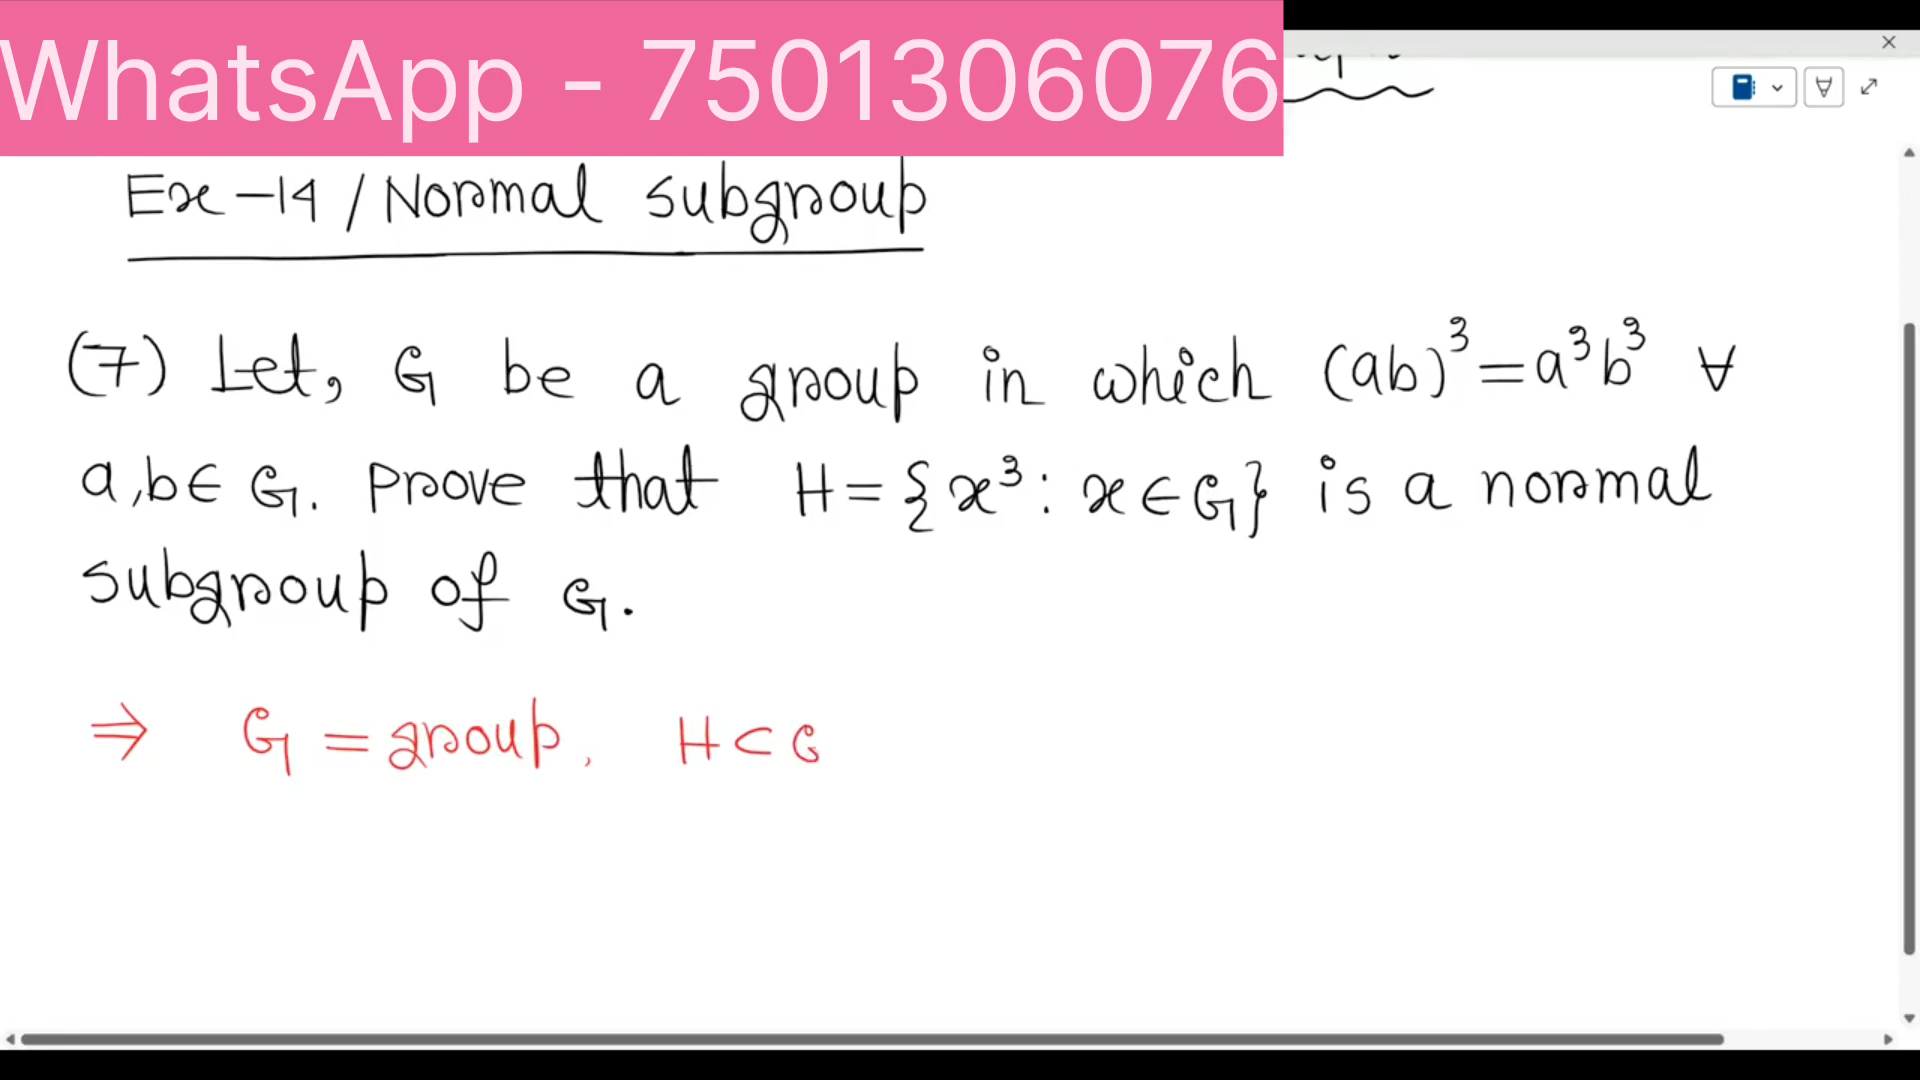 WhatsApp - 7501306076
Ex-14 / Normal subgroup
(7) Let, G be a group in which (ab)³=a³b³ ∀
a,b∈ G. Prove that H={x³: x∈G} is a normal
subgroup of G.
⇒ G = group, H⊂G